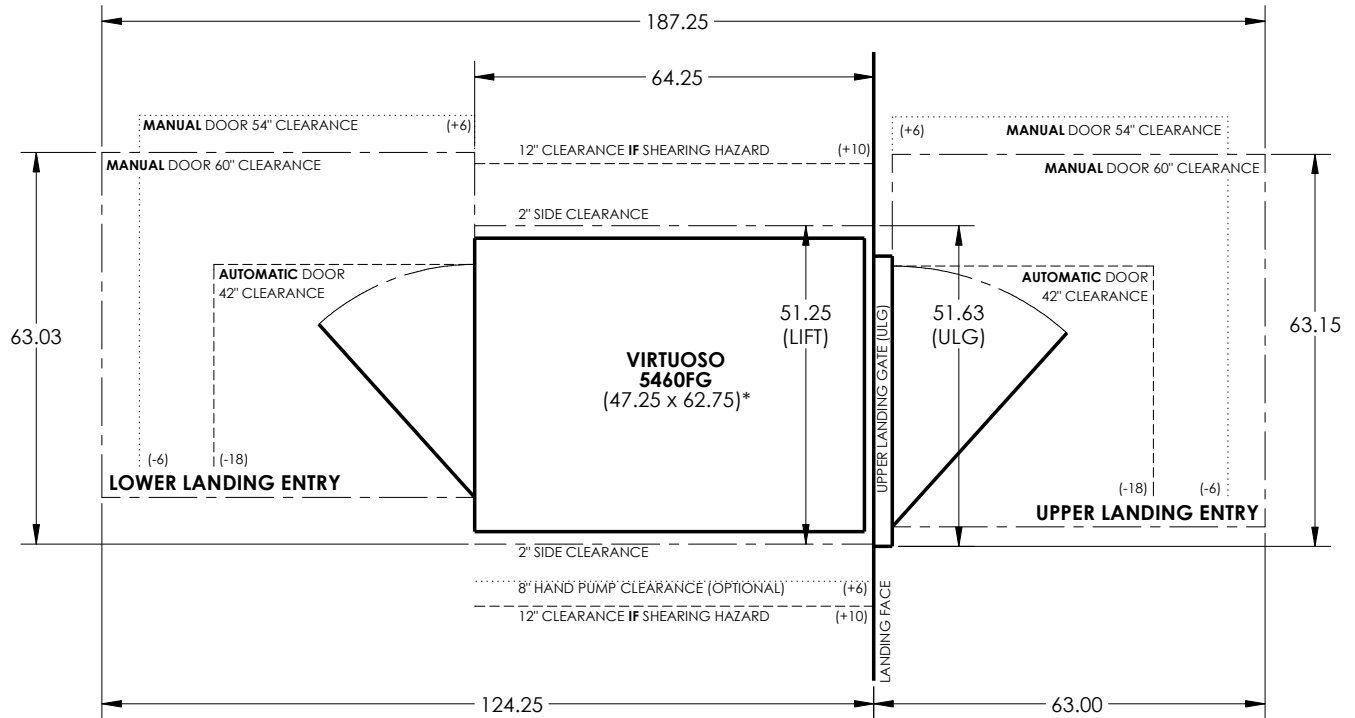 187.25
64.25
MANUAL DOOR 54" CLEARANCE (+6)
(+6) MANUAL DOOR 54" CLEARANCE
12" CLEARANCE IF SHEARING HAZARD (+10)
MANUAL DOOR 60" CLEARANCE
MANUAL DOOR 60" CLEARANCE
2" SIDE CLEARANCE
AUTOMATIC DOOR
42" CLEARANCE
AUTOMATIC DOOR
42" CLEARANCE
63.03
51.25
(LIFT)
UPPER LANDING GATE (ULG)
51.63
(ULG)
63.15
VIRTUOSO
5460FG
(47.25 x 62.75)*
(-6) (-18)
LOWER LANDING ENTRY
(-18) (-6)
UPPER LANDING ENTRY
2" SIDE CLEARANCE
8" HAND PUMP CLEARANCE (OPTIONAL) (+6)
12" CLEARANCE IF SHEARING HAZARD (+10)
LANDING FACE
124.25
63.00